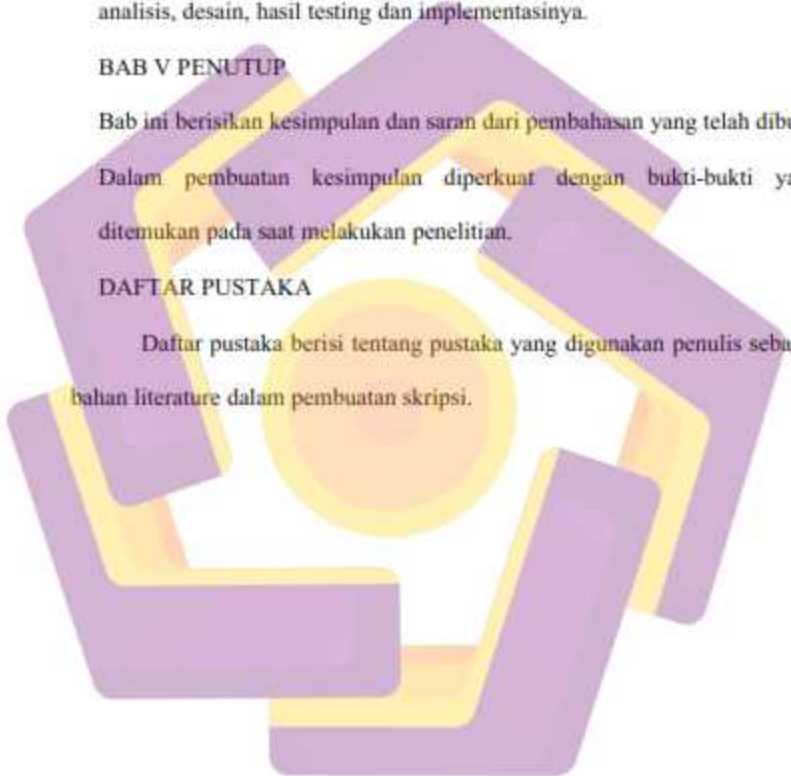 analisis, desain, hasil testing dan implementasinya.
BAB V PENUTUP
Bab ini berisikan kesimpulan dan saran dari pembahasan yang telah
Dalam pembuatan kesimpulan diperkuat dengan bukti-bukti
ditemukan pada saat melakukan penelitian.
DAFTAR PUSTAKA
Daftar pustaka berisi tentang pustaka yang digunakan penulis
bahan literature dalam pembuatan skripsi.